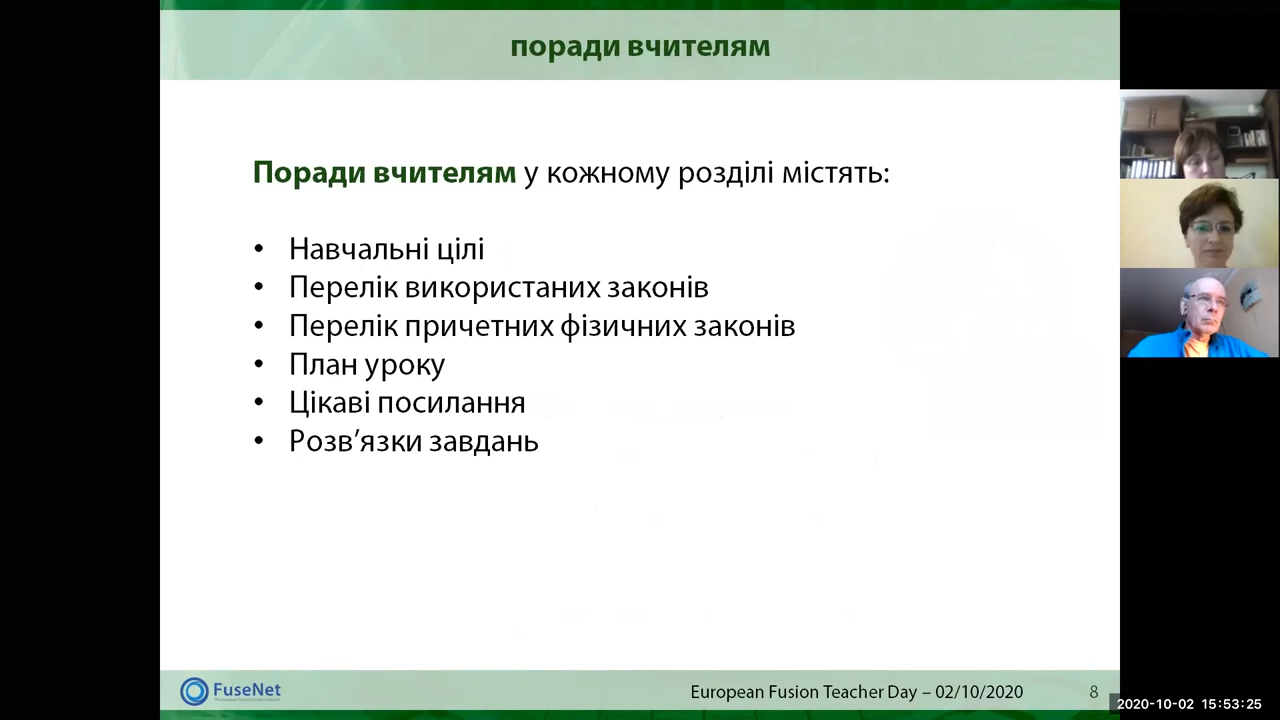 поради вчителям
Поради вчителям у кожному розділі містять:
• Навчальні цілі
• Перелік використаних законів
• Перелік причетних фізичних законів
• План уроку
• Цікаві посилання
• Розв’язки завдань
FuseNet
European Fusion Teacher Day – 02/10/2020
8
2020-10-02 15:53:25